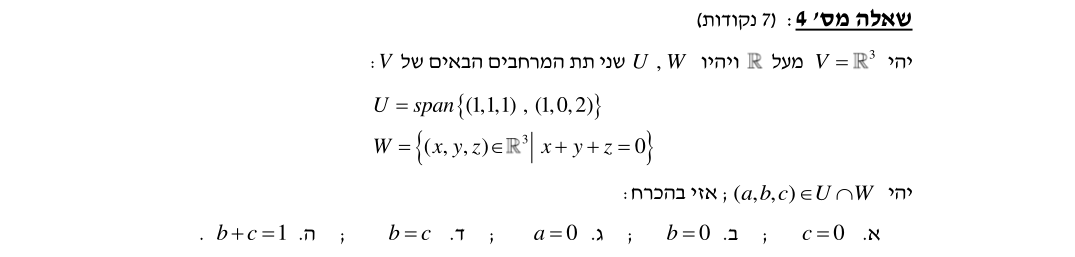 שאלה מס' 4 : (7 נקודות)
יהי V = ℝ³ מעל ℝ ויהיו U , W שני תת המרחבים הבאים של V :
U = span{(1,1,1) , (1,0,2)}
W = {(x, y, z) ∈ ℝ³ | x + y + z = 0}
יהי (a,b,c) ∈ U ∩ W ; אזי בהכרח :
א. c = 0 ; ב. b = 0 ; ג. a = 0 ; ד. b = c ; ה. b + c = 1 .